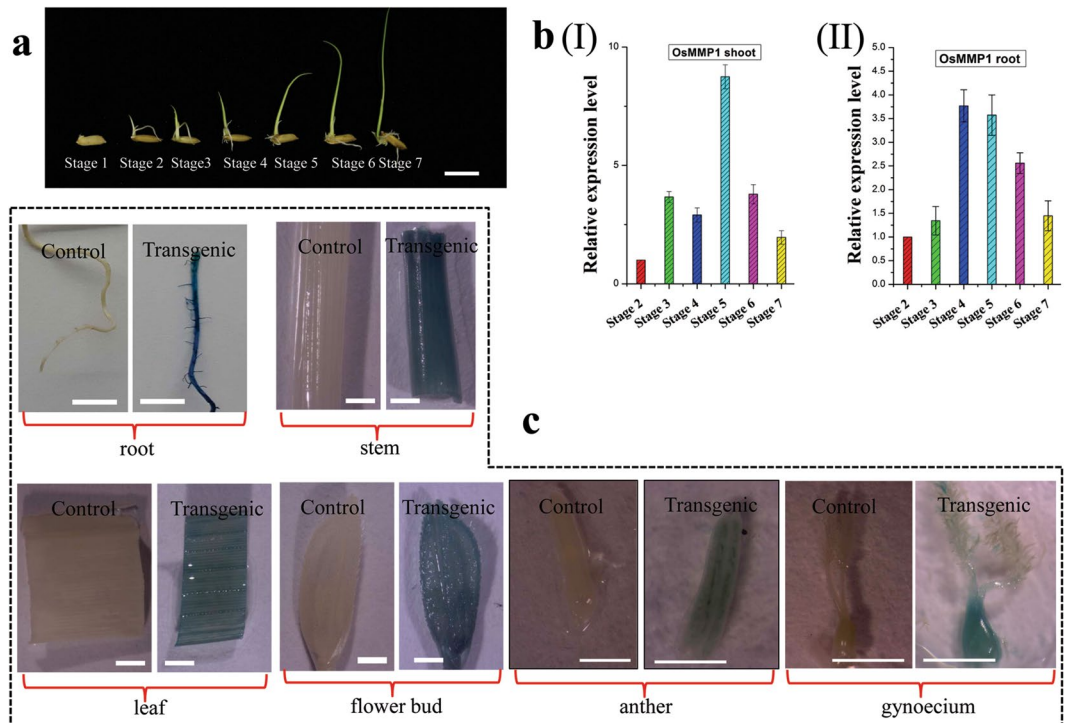 a
Stage 1 Stage 2 Stage3 Stage 4 Stage 5 Stage 6 Stage 7
b (I)
OsMMP1 shoot
Relative expression level
10
5
0
Stage 2 Stage 3 Stage 4 Stage 5 Stage 6 Stage 7
(II)
OsMMP1 root
Relative expression level
5.0
4.5
4.0
3.5
3.0
2.5
2.0
1.5
1.0
0.5
0.0
Stage 2 Stage 3 Stage 4 Stage 5 Stage 6 Stage 7
c
Control Transgenic
root
Control Transgenic
stem
Control Transgenic
leaf
Control Transgenic
flower bud
Control Transgenic
anther
Control Transgenic
gynoecium